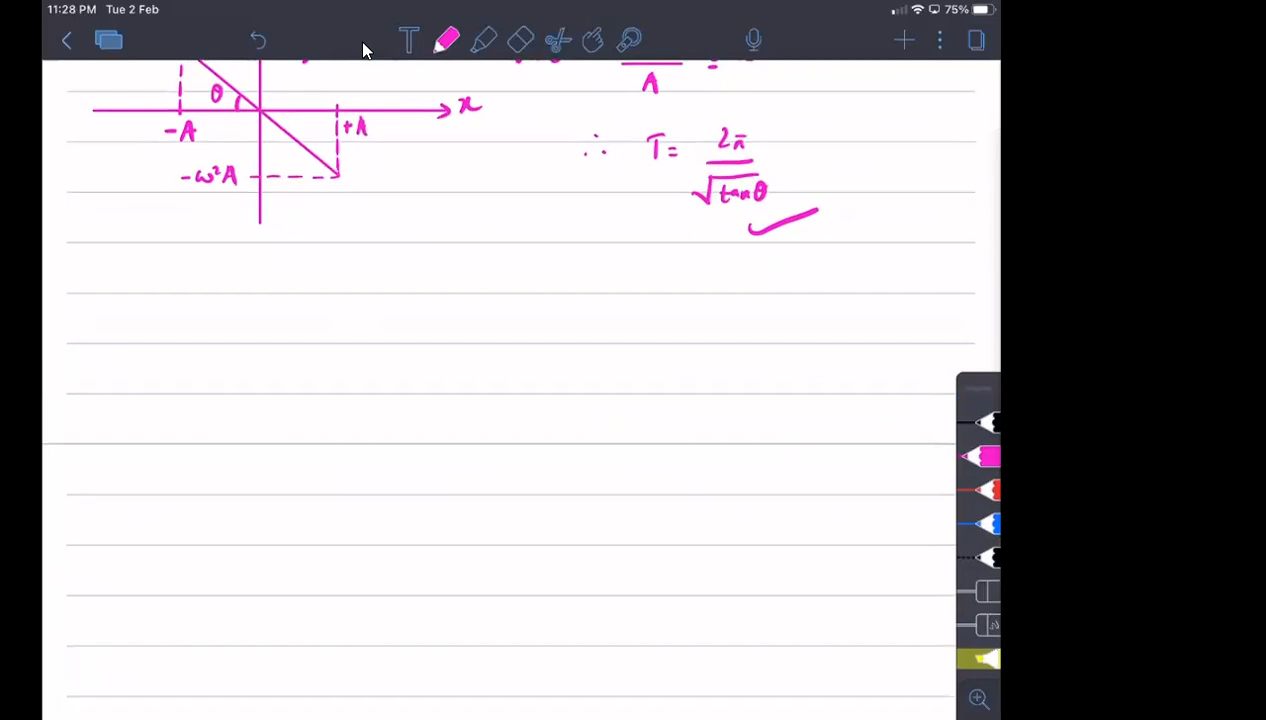 11:28 PM Tue 2 Feb 75%
T
θ
x
A
-A
+A
∴ T = 2π / √tanθ
-ω²A